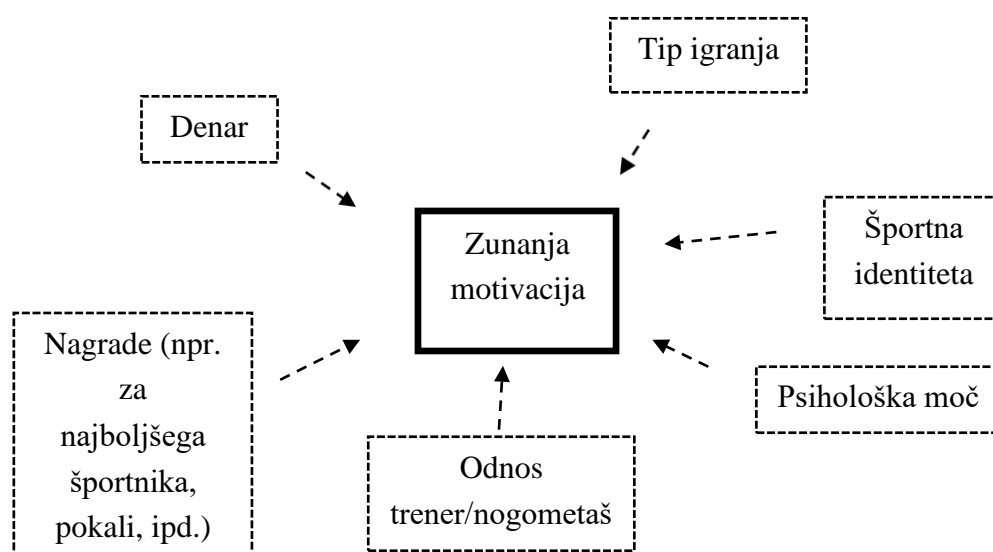 Tip igranja
Denar
Zunanja
motivacija
Športna
identiteta
Nagrade (npr.
za
najboljšega
športnika,
pokali, ipd.)
Psihološka moč
Odnos
trener/nogometaš